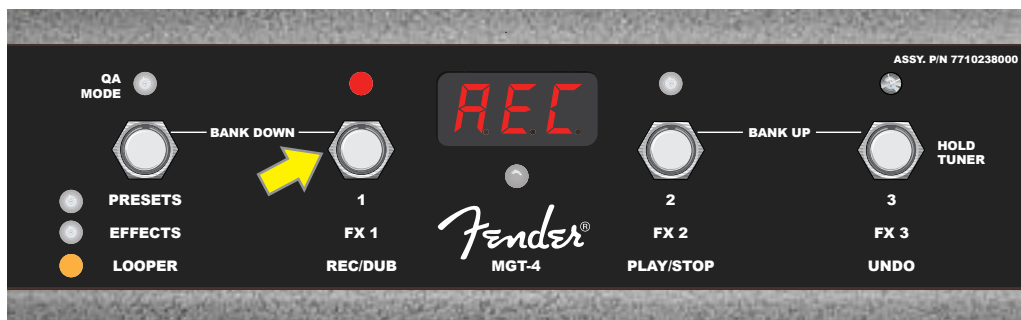 ASSY. P/N 7710238000
QA
MODE
AEC
BANK DOWN
BANK UP
HOLD
TUNER
PRESETS
1
2
3
EFFECTS
FX 1
Fender®
FX 2
FX 3
LOOPER
REC/DUB
MGT-4
PLAY/STOP
UNDO